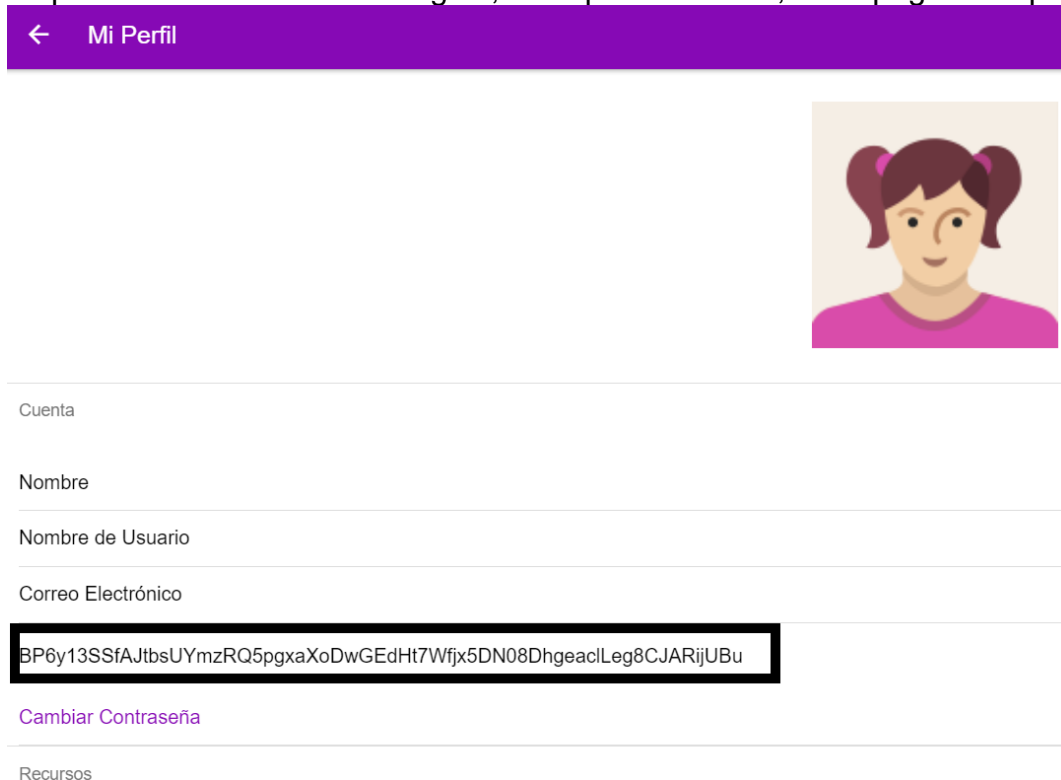 Mi Perfil
Cuenta
Nombre
Nombre de Usuario
Correo Electrónico
BP6y13SSfAJtbsUYmzRQ5pgxaXoDwGEdHt7Wfjx5DN08DhgeaclLeg8CJARijUBu
Cambiar Contraseña
Recursos